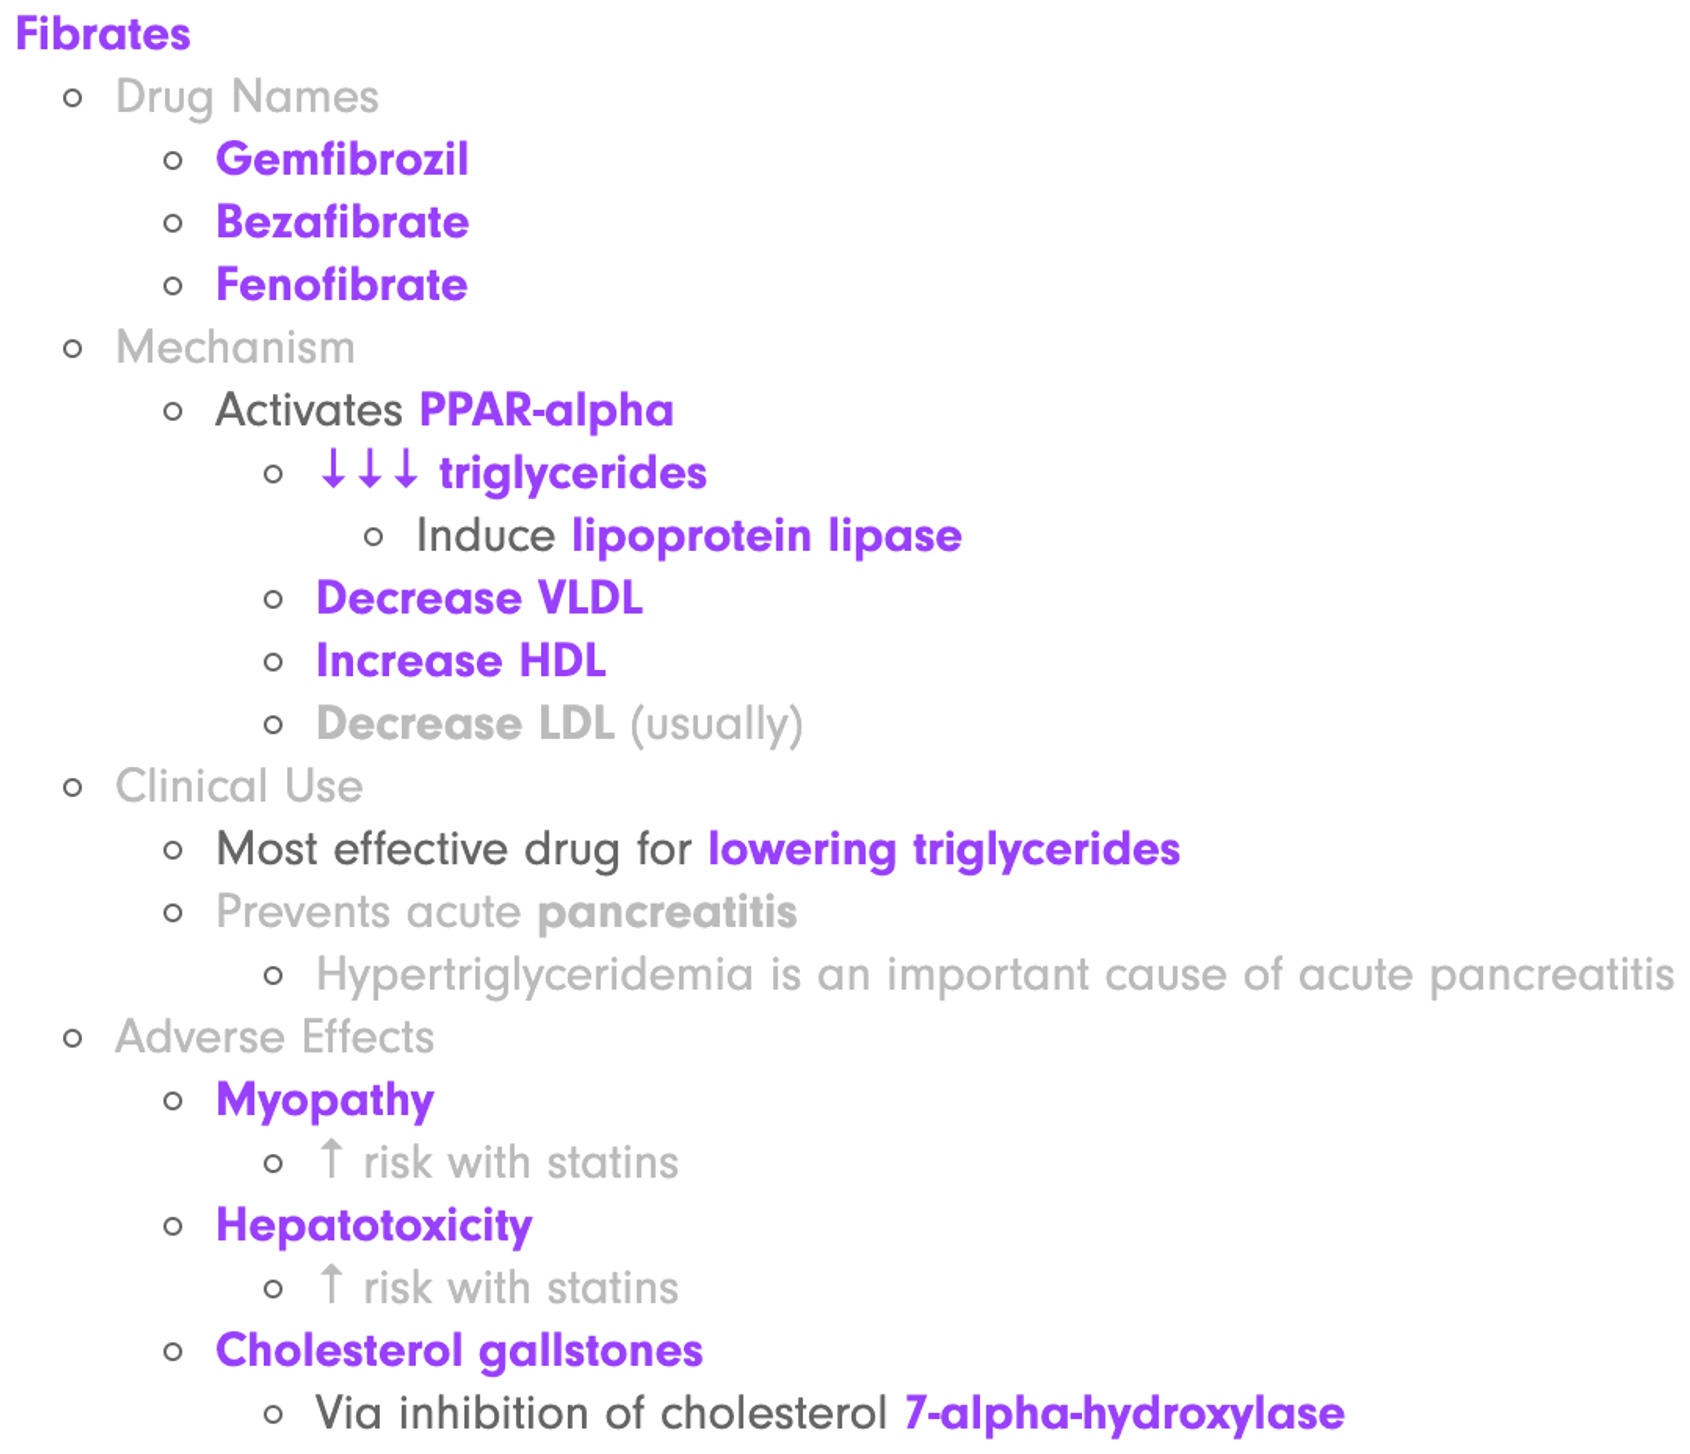 Fibrates
Drug Names
Gemfibrozil
Bezafibrate
Fenofibrate
Mechanism
Activates PPAR-alpha
↓↓↓ triglycerides
Induce lipoprotein lipase
Decrease VLDL
Increase HDL
Decrease LDL (usually)
Clinical Use
Most effective drug for lowering triglycerides
Prevents acute pancreatitis
Hypertriglyceridemia is an important cause of acute pancreatitis
Adverse Effects
Myopathy
↑ risk with statins
Hepatotoxicity
↑ risk with statins
Cholesterol gallstones
Via inhibition of cholesterol 7-alpha-hydroxylase